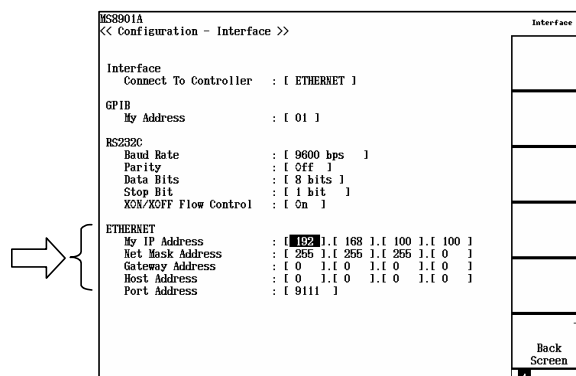 MS8901A
<< Configuration - Interface >>
Interface
Interface
Connect To Controller : [ ETHERNET ]
GPIB
My Address : [ 01 ]
RS232C
Baud Rate : [ 9600 bps ]
Parity : [ Off ]
Data Bits : [ 8 bits ]
Stop Bit : [ 1 bit ]
XON/XOFF Flow Control : [ On ]
ETHERNET
My IP Address : [ 192 ].[ 168 ].[ 100 ].[ 100 ]
Net Mask Address : [ 255 ].[ 255 ].[ 255 ].[ 0 ]
Gateway Address : [ 0 ].[ 0 ].[ 0 ].[ 0 ]
Host Address : [ 0 ].[ 0 ].[ 0 ].[ 0 ]
Port Address : [ 9111 ]
Back
Screen